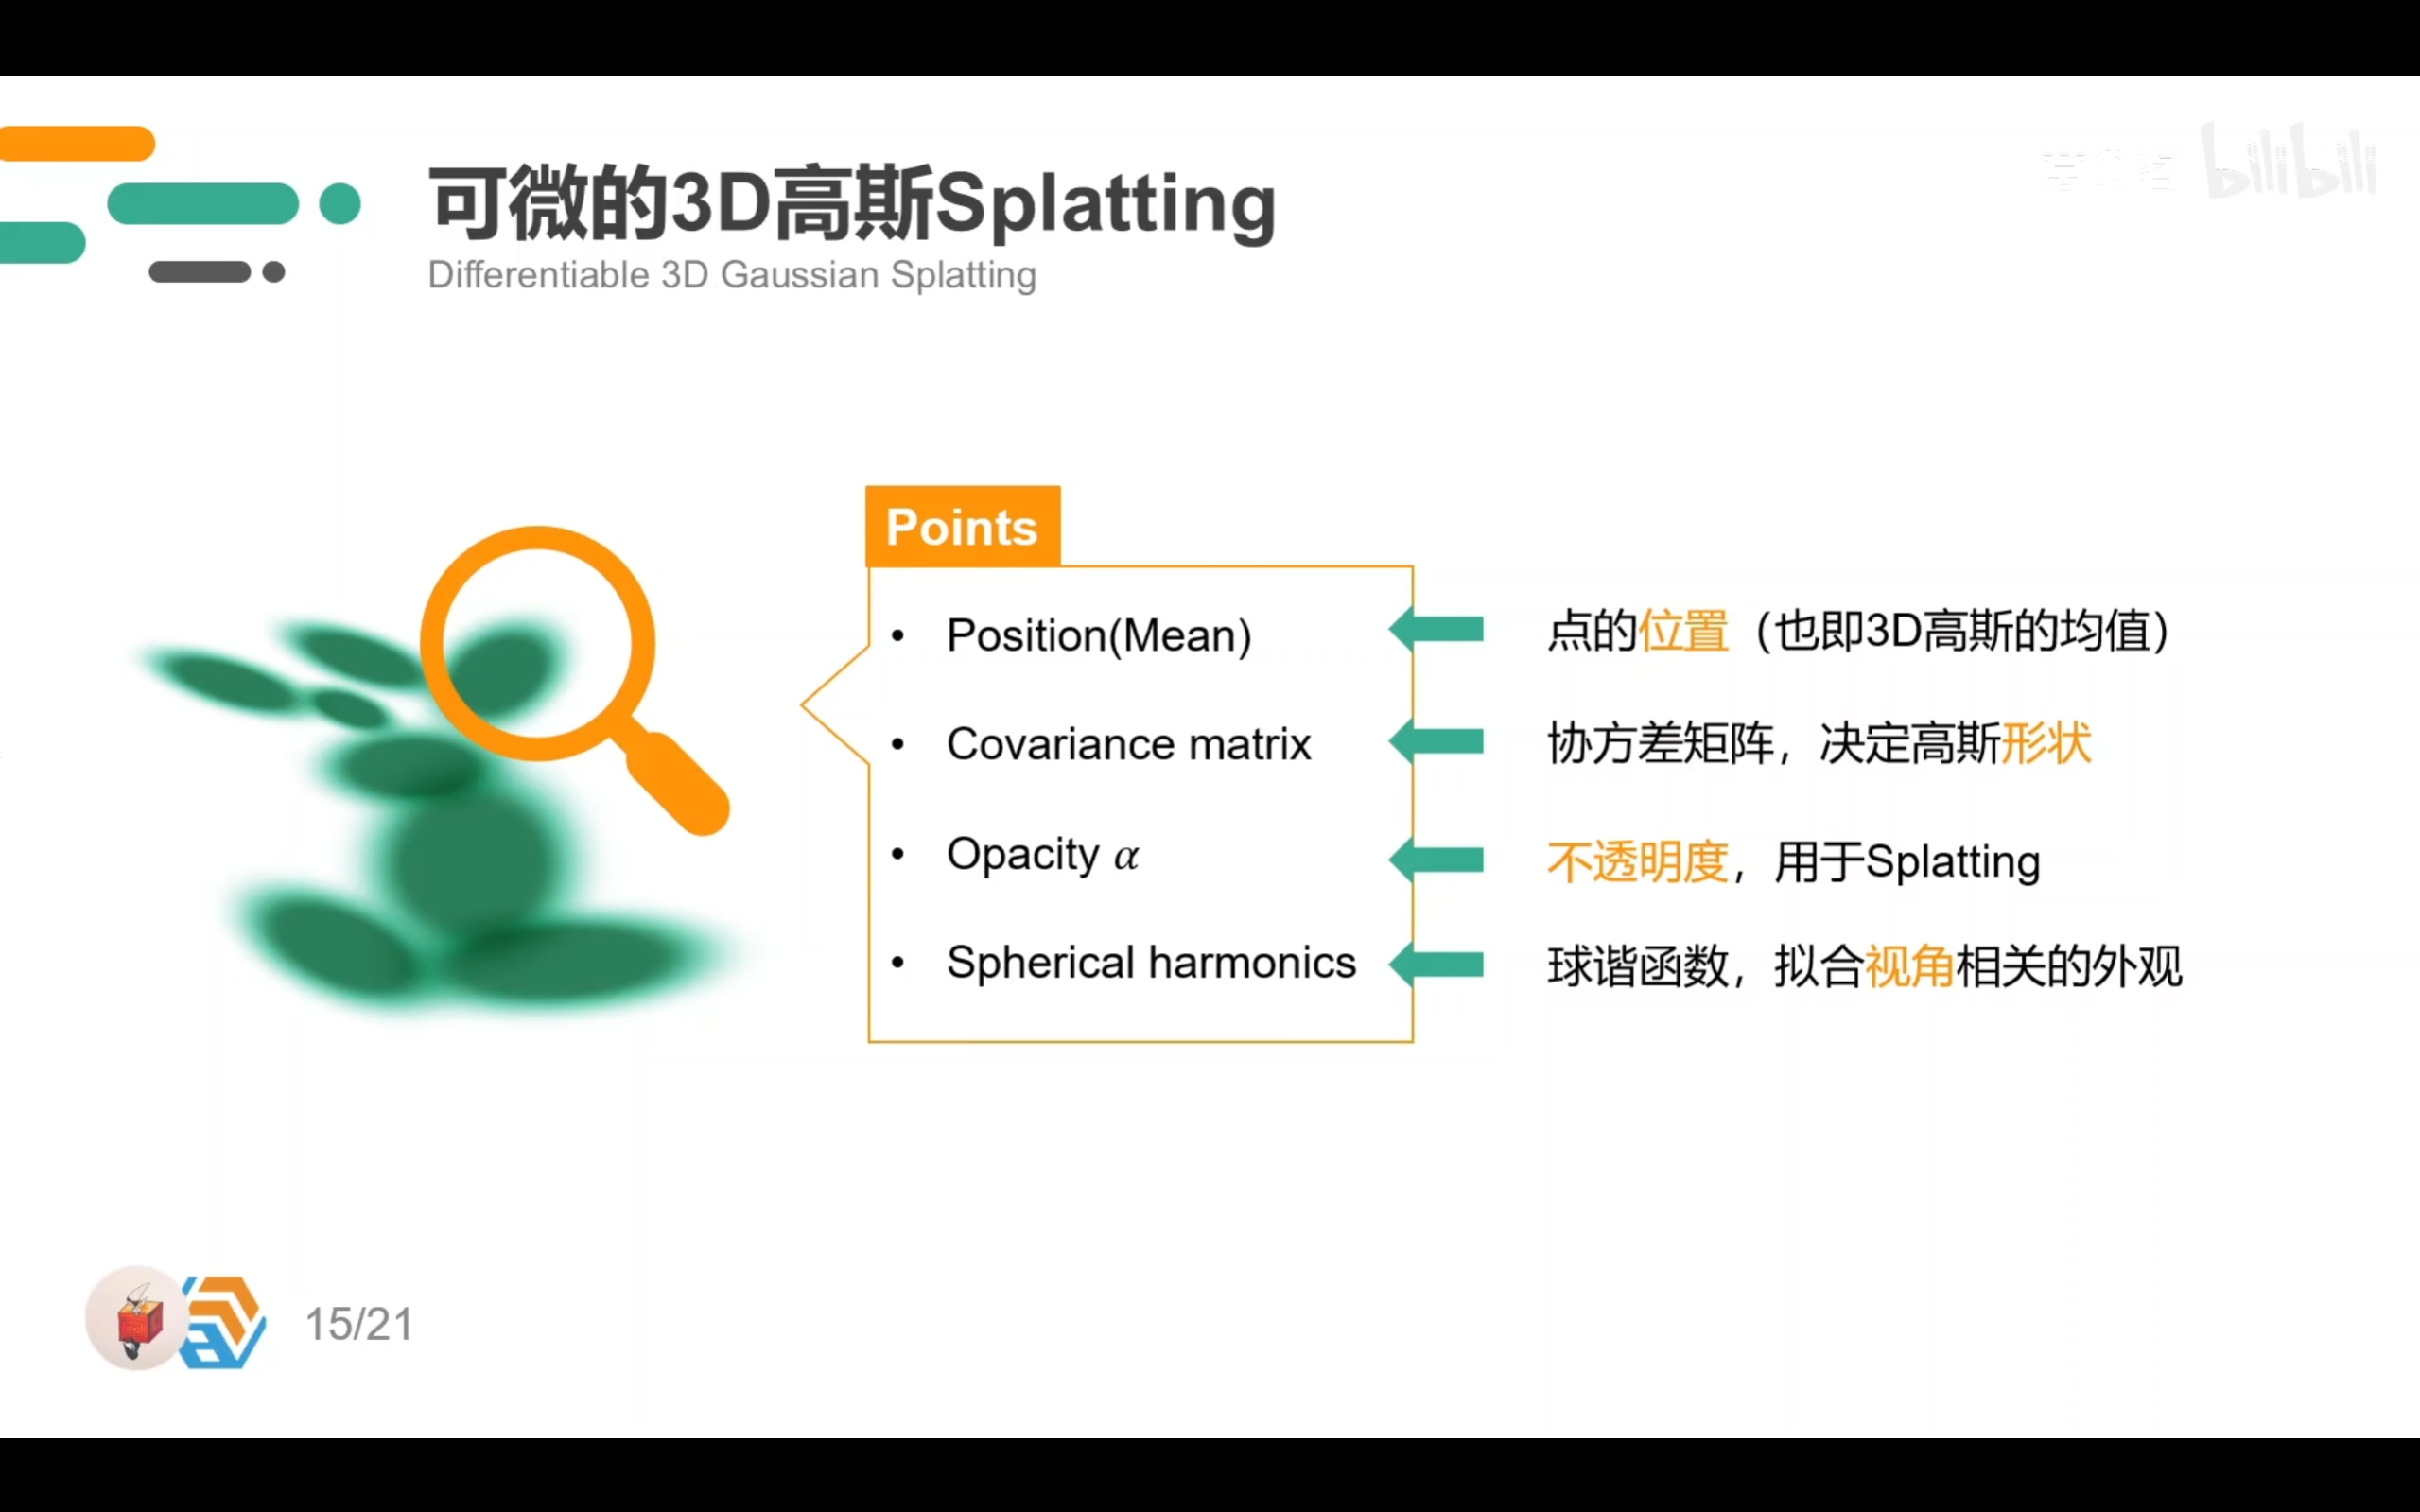 可微的3D高斯Splatting
Differentiable 3D Gaussian Splatting
bilibili
Points
• Position(Mean)
点的位置（也即3D高斯的均值）
• Covariance matrix
协方差矩阵，决定高斯形状
• Opacity α
不透明度，用于Splatting
• Spherical harmonics
球谐函数，拟合视角相关的外观
15/21